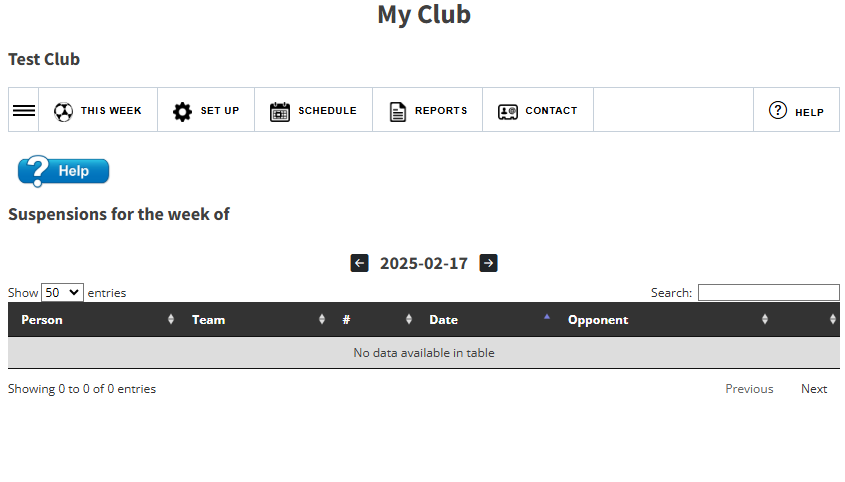 My Club
Test Club
THIS WEEK SET UP SCHEDULE REPORTS CONTACT HELP
? Help
Suspensions for the week of
2025-02-17
Show 50 entries Search:
Person Team # Date Opponent
No data available in table
Showing 0 to 0 of 0 entries Previous Next